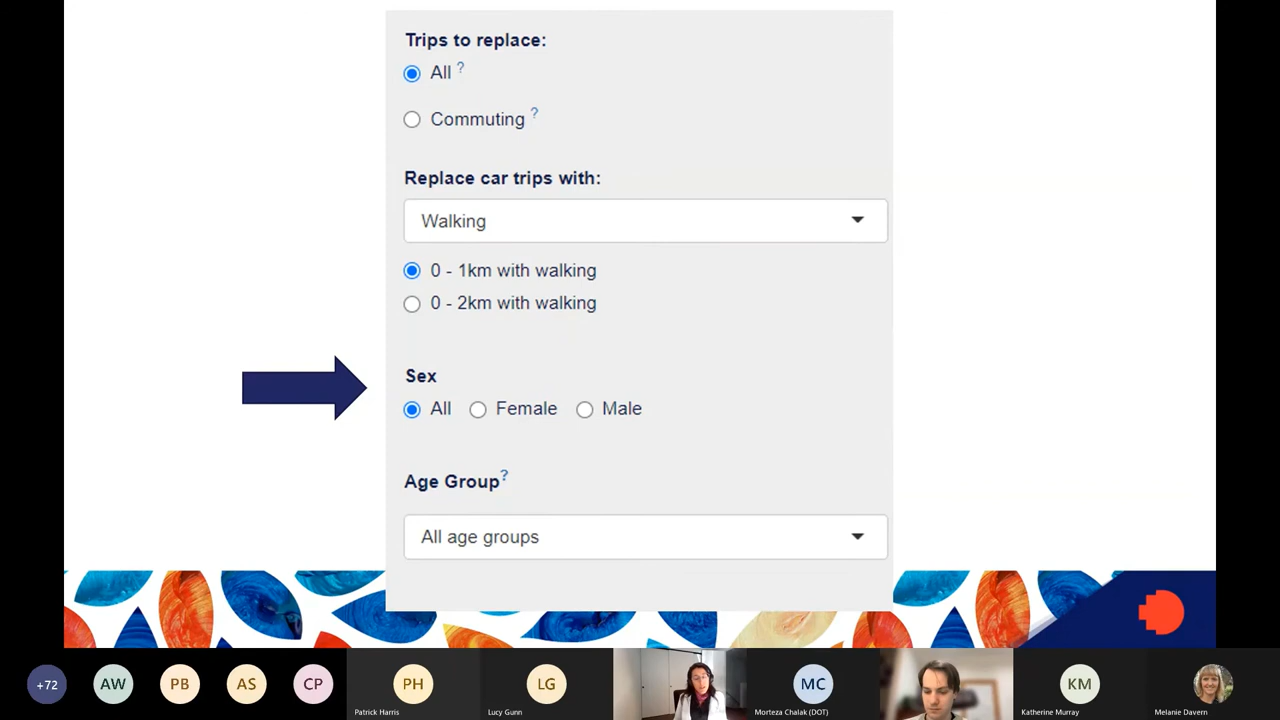 Trips to replace:
All ?
Commuting ?
Replace car trips with:
Walking
0 - 1km with walking
0 - 2km with walking
Sex
All Female Male
Age Group?
All age groups
+72 AW PB AS CP PH LG MC KM
Patrick Harris Lucy Gunn Morteza Chalak (DOT) Katherine Murray Melanie Davern